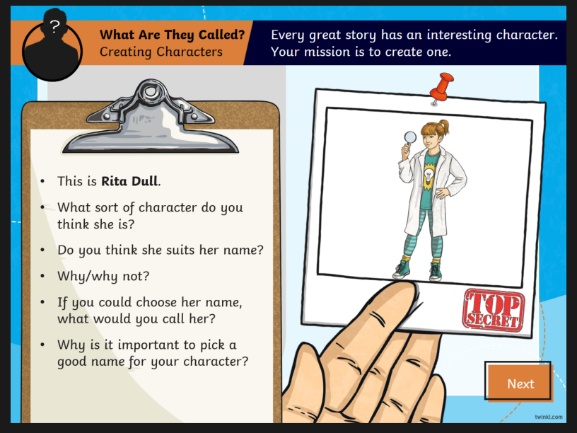 ?
What Are They Called?
Creating Characters
Every great story has an interesting character.
Your mission is to create one.
• This is Rita Dull.
• What sort of character do you
think she is?
• Do you think she suits her name?
• Why/why not?
• If you could choose her name,
what would you call her?
• Why is it important to pick a
good name for your character?
TOP
SECRET
Next
twinkl.com